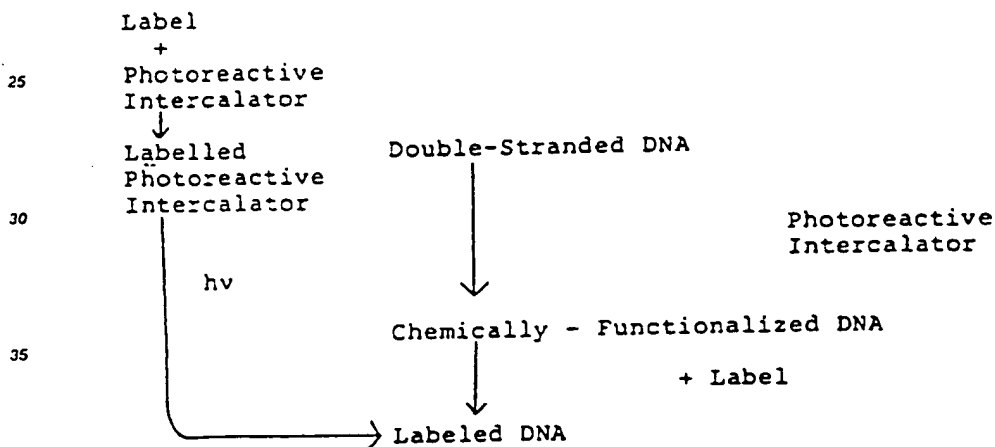 Label
+
25
Photoreactive
Intercalator
Labelled
Photoreactive
Intercalator
Double-Stranded DNA
30
Photoreactive
Intercalator
hν
Chemically - Functionalized DNA
35
+ Label
Labeled DNA